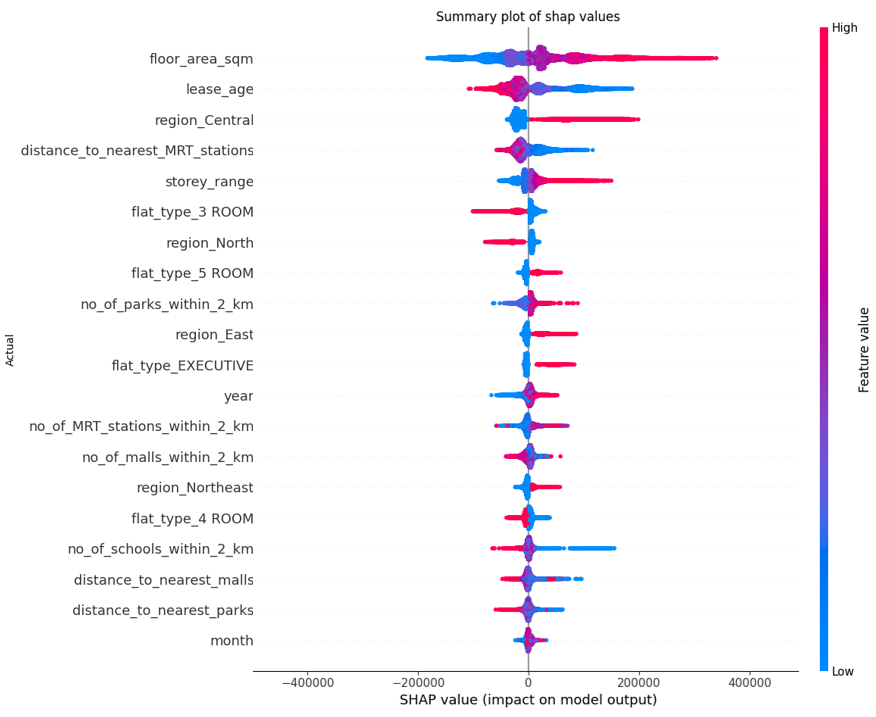 Summary plot of shap values
High
floor_area_sqm
lease_age
region_Central
distance_to_nearest_MRT_stations
storey_range
flat_type_3 ROOM
region_North
flat_type_5 ROOM
no_of_parks_within_2_km
region_East
Actual
flat_type_EXECUTIVE
Feature value
year
no_of_MRT_stations_within_2_km
no_of_malls_within_2_km
region_Northeast
flat_type_4 ROOM
no_of_schools_within_2_km
distance_to_nearest_malls
distance_to_nearest_parks
month
Low
−400000 −200000 0 200000 400000
SHAP value (impact on model output)